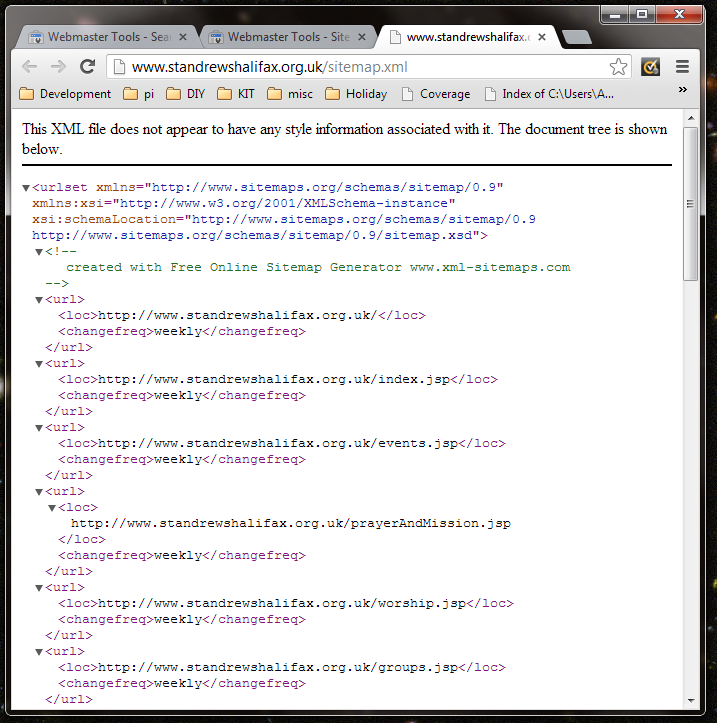 Webmaster Tools - Sea
Webmaster Tools - Site
www.standrewshalifax.o
www.standrewshalifax.org.uk/sitemap.xml
Development
pi
DIY
KIT
misc
Holiday
Coverage
Index of C:\Users\A...
»
This XML file does not appear to have any style information associated with it. The document tree is shown
below.
▼<urlset xmlns="http://www.sitemaps.org/schemas/sitemap/0.9"
xmlns:xsi="http://www.w3.org/2001/XMLSchema-instance"
xsi:schemaLocation="http://www.sitemaps.org/schemas/sitemap/0.9
http://www.sitemaps.org/schemas/sitemap/0.9/sitemap.xsd">
▼<!--
created with Free Online Sitemap Generator www.xml-sitemaps.com
-->
▼<url>
<loc>http://www.standrewshalifax.org.uk/</loc>
<changefreq>weekly</changefreq>
</url>
▼<url>
<loc>http://www.standrewshalifax.org.uk/index.jsp</loc>
<changefreq>weekly</changefreq>
</url>
▼<url>
<loc>http://www.standrewshalifax.org.uk/events.jsp</loc>
<changefreq>weekly</changefreq>
</url>
▼<url>
▼<loc>
http://www.standrewshalifax.org.uk/prayerAndMission.jsp
</loc>
<changefreq>weekly</changefreq>
</url>
▼<url>
<loc>http://www.standrewshalifax.org.uk/worship.jsp</loc>
<changefreq>weekly</changefreq>
</url>
▼<url>
<loc>http://www.standrewshalifax.org.uk/groups.jsp</loc>
<changefreq>weekly</changefreq>
</url>